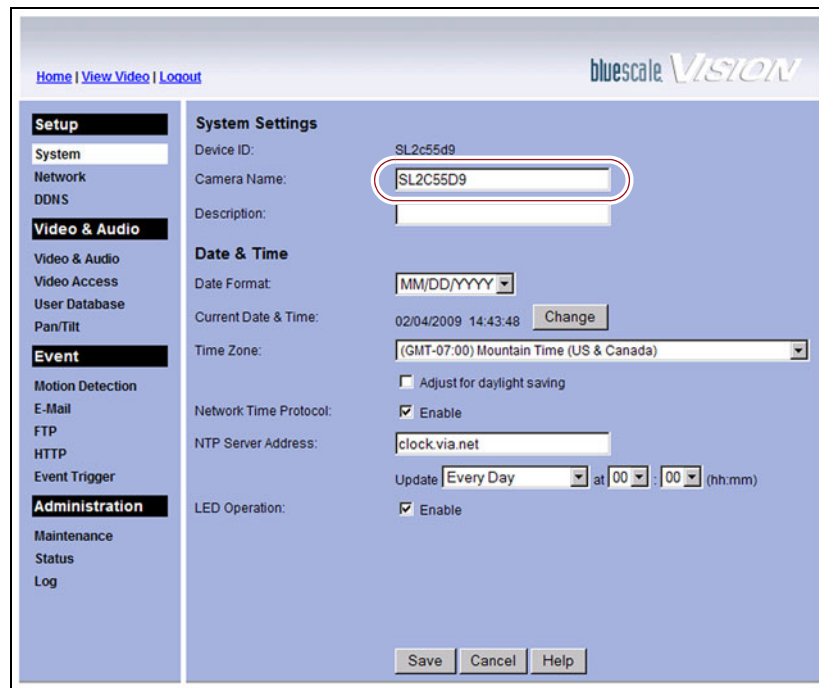 Home | View Video | Logout
bluescale VISION
Setup
System
Network
DDNS
Video & Audio
Video & Audio
Video Access
User Database
Pan/Tilt
Event
Motion Detection
E-Mail
FTP
HTTP
Event Trigger
Administration
Maintenance
Status
Log
System Settings
Device ID: SL2c55d9
Camera Name: SL2C55D9
Description:
Date & Time
Date Format: MM/DD/YYYY
Current Date & Time: 02/04/2009 14:43:48 Change
Time Zone: (GMT-07:00) Mountain Time (US & Canada)
Adjust for daylight saving
Network Time Protocol: Enable
NTP Server Address: clock.via.net
Update Every Day at 00 : 00 (hh:mm)
LED Operation: Enable
Save Cancel Help